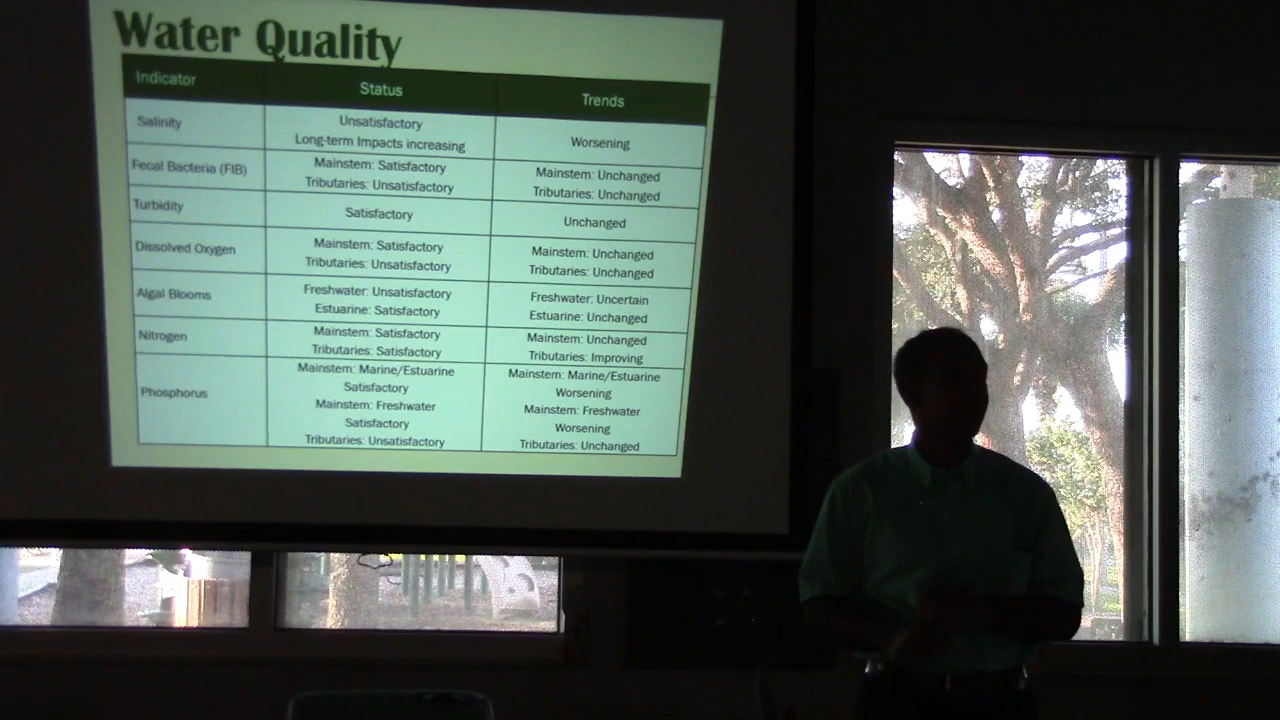 Water Quality
Indicator Status Trends
Salinity Unsatisfactory Worsening
Long-term Impacts increasing
Fecal Bacteria (FIB) Mainstem: Satisfactory Mainstem: Unchanged
Tributaries: Unsatisfactory Tributaries: Unchanged
Turbidity Satisfactory Unchanged
Dissolved Oxygen Mainstem: Satisfactory Mainstem: Unchanged
Tributaries: Unsatisfactory Tributaries: Unchanged
Algal Blooms Freshwater: Unsatisfactory Freshwater: Uncertain
Estuarine: Satisfactory Estuarine: Unchanged
Nitrogen Mainstem: Satisfactory Mainstem: Unchanged
Tributaries: Satisfactory Tributaries: Improving
Phosphorus Mainstem: Marine/Estuarine Mainstem: Marine/Estuarine
Satisfactory Worsening
Mainstem: Freshwater Mainstem: Freshwater
Satisfactory Worsening
Tributaries: Unsatisfactory Tributaries: Unchanged